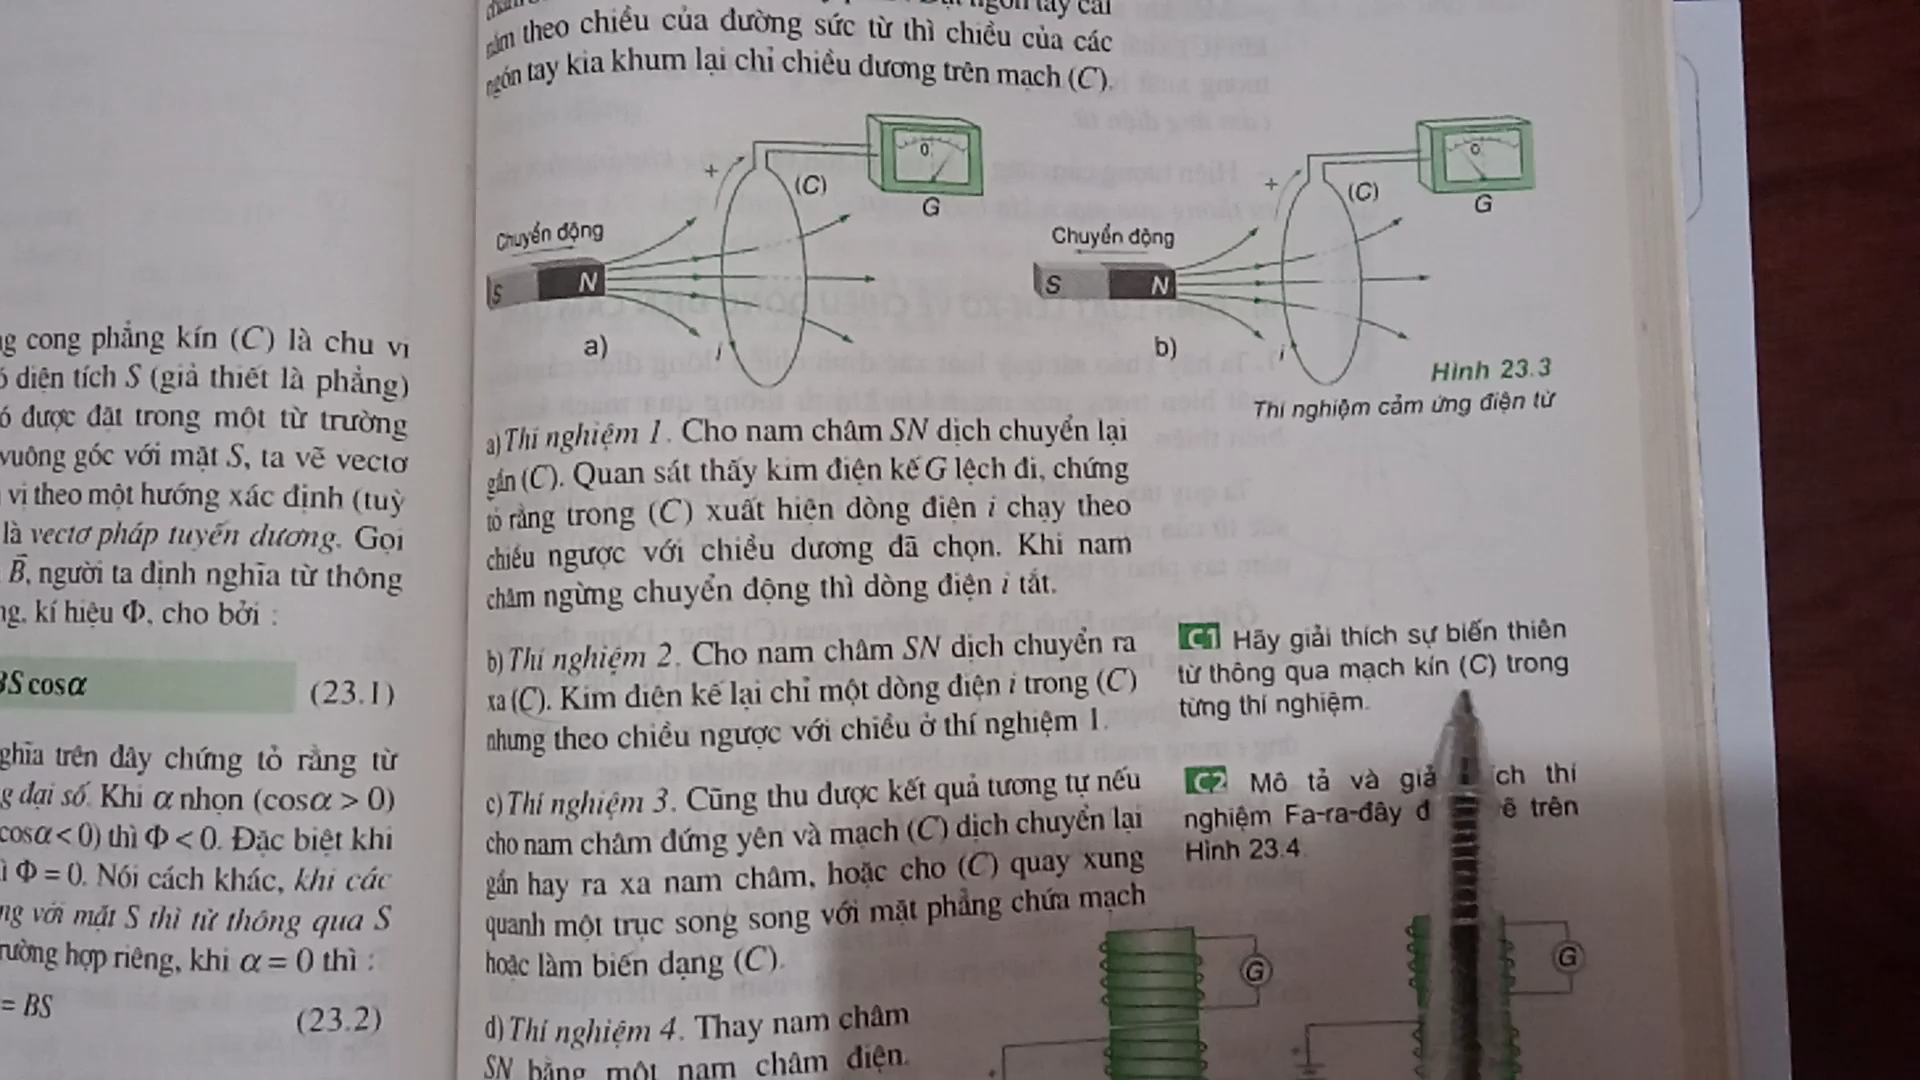 cong phẳng kín (C) là chu vi
diện tích S (giả thiết là phẳng)
được đặt trong một từ trường
vuông góc với mặt S, ta vẽ vectơ
vị theo một hướng xác định (tuỳ
là vectơ pháp tuyến dương. Gọi
B⃗, người ta định nghĩa từ thông
kí hiệu Φ, cho bởi :
BS cosα (23.1)
nghĩa trên đây chứng tỏ rằng từ
đại số. Khi α nhọn (cosα > 0)
cosα < 0) thì Φ < 0. Đặc biệt khi
Φ = 0. Nói cách khác, khi các
với mặt S thì từ thông qua S
trường hợp riêng, khi α = 0 thì :
= BS (23.2)
ngón tay cái
nằm theo chiều của đường sức từ thì chiều của các
ngón tay kia khum lại chỉ chiều dương trên mạch (C).
0
G
+
(C)
Chuyển động
S N
i
a)
0
G
+
(C)
Chuyển động
S N
i
b)
Hình 23.3
Thí nghiệm cảm ứng điện từ
a) Thí nghiệm 1. Cho nam châm SN dịch chuyển lại
gần (C). Quan sát thấy kim điện kế G lệch đi, chứng
tỏ rằng trong (C) xuất hiện dòng điện i chạy theo
chiều ngược với chiều dương đã chọn. Khi nam
châm ngừng chuyển động thì dòng điện i tắt.
b) Thí nghiệm 2. Cho nam châm SN dịch chuyển ra
xa (C). Kim điện kế lại chỉ một dòng điện i trong (C)
nhưng theo chiều ngược với chiều ở thí nghiệm 1.
c) Thí nghiệm 3. Cũng thu được kết quả tương tự nếu
cho nam châm đứng yên và mạch (C) dịch chuyển lại
gần hay ra xa nam châm, hoặc cho (C) quay xung
quanh một trục song song với mặt phẳng chứa mạch
hoặc làm biến dạng (C).
d) Thí nghiệm 4. Thay nam châm
SN bằng một nam châm điện.
C1 Hãy giải thích sự biến thiên
từ thông qua mạch kín (C) trong
từng thí nghiệm.
C2 Mô tả và thí
nghiệm Fa-ra-đây trên
Hình 23.4.
G
G